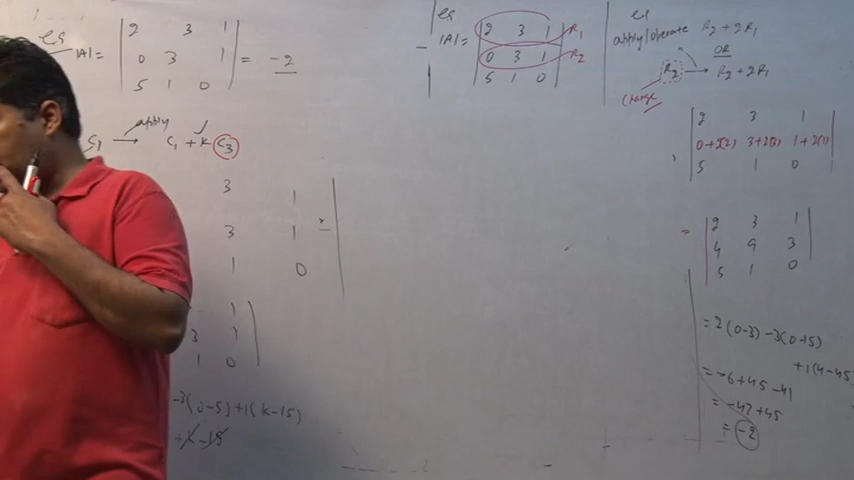 eg
|A| = 2 3 1
0 3 1 = -2
5 1 0
apply
C1 → C1 + K C3
3 1
3 1
1 0
1
3 1
1 0
-3(0-5)+1(k-15)
+k-15
eg
|A| = 2 3 1 R1
0 3 1 R2
5 1 0
eg
apply/operate R2 + 2R1
OR
R2 → R2 + 2R1
change
2 3 1
0+2(2) 3+2(3) 1+2(1)
5 1 0
= 2 3 1
4 9 3
5 1 0
= 2(0-3) -3(0+5)
+1(4-45)
= -6+45-41
= -47+45
= -2